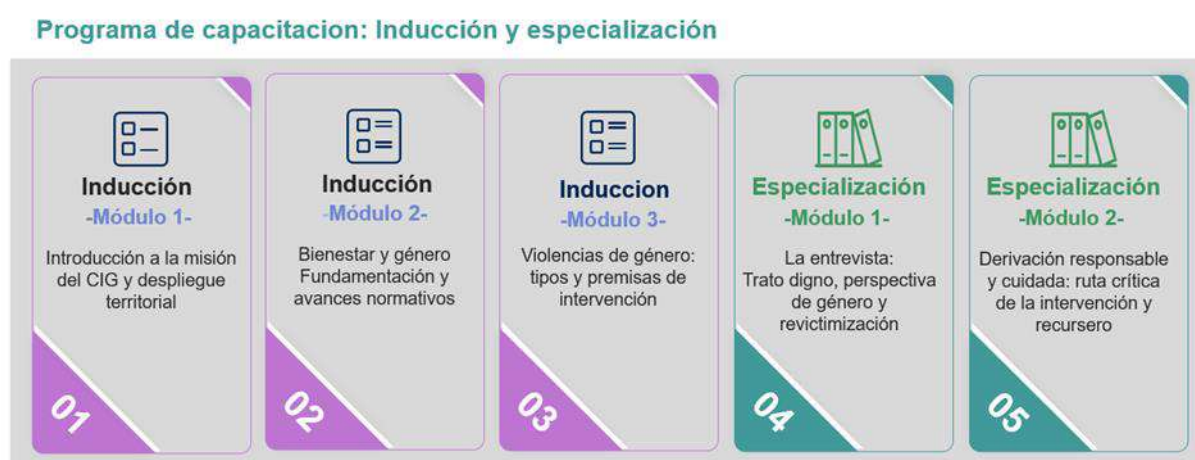 Programa de capacitacion: Inducción y especialización
Inducción
-Módulo 1-
Introducción a la misión
del CIG y despliegue
territorial
01
Inducción
-Módulo 2-
Bienestar y género
Fundamentación y
avances normativos
02
Induccion
-Módulo 3-
Violencias de género:
tipos y premisas de
intervención
03
Especialización
-Módulo 1-
La entrevista:
Trato digno, perspectiva
de género y
revictimización
04
Especialización
-Módulo 2-
Derivación responsable
y cuidada: ruta crítica
de la intervención y
recursero
05